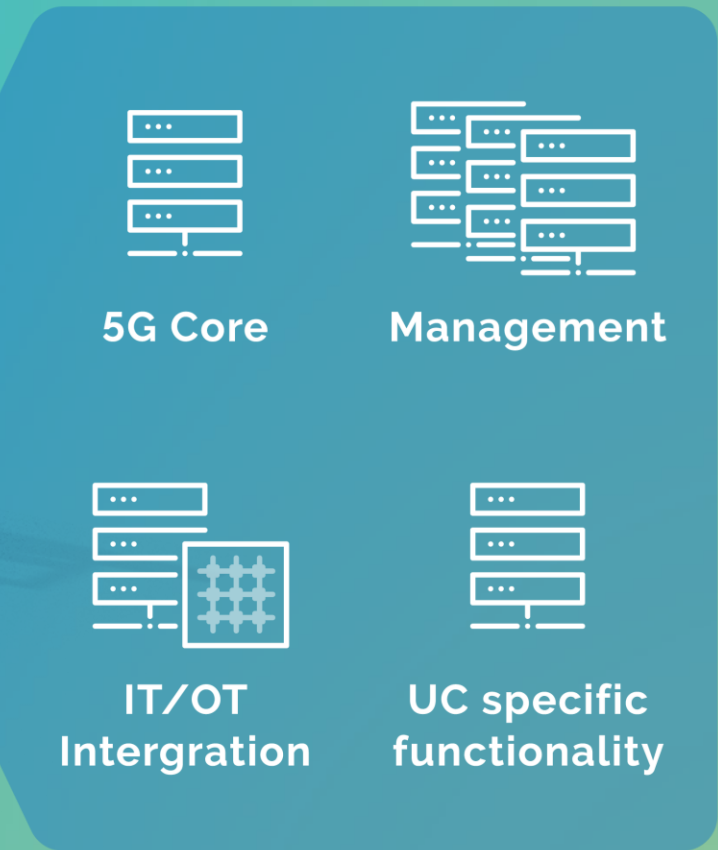 5G Core
Management
IT/OT
Intergration
UC specific
functionality